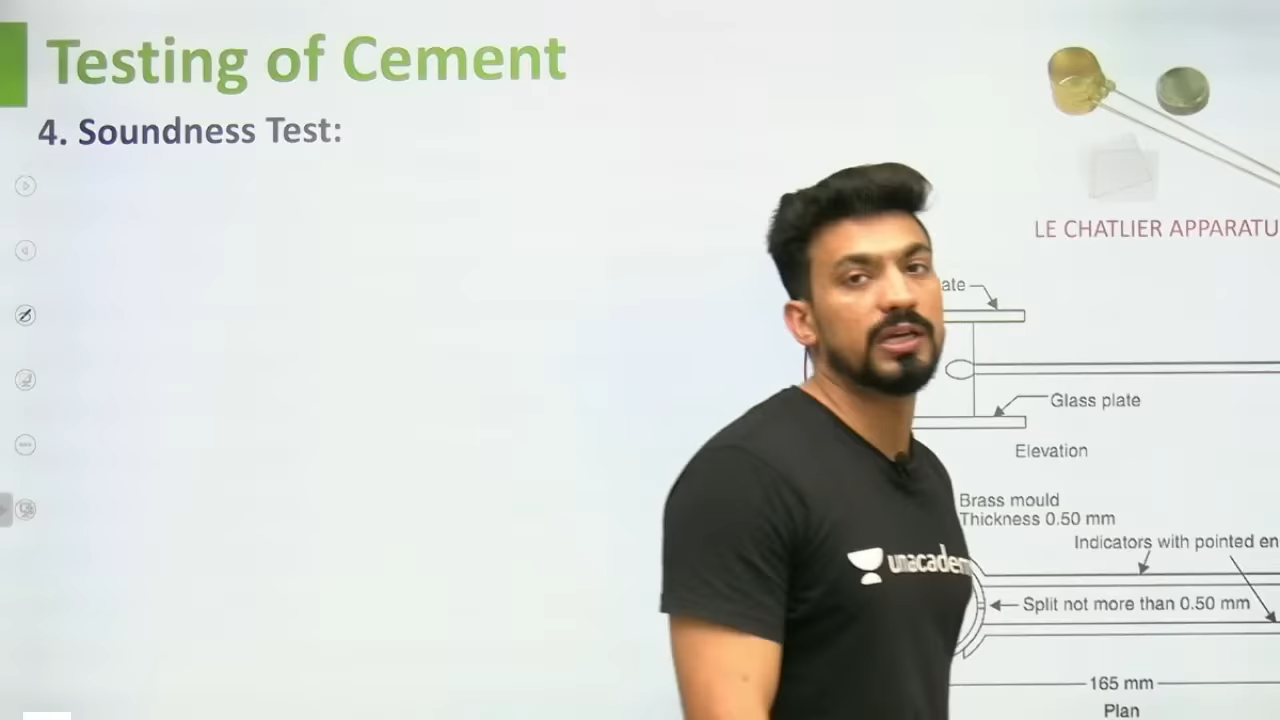 Testing of Cement
4. Soundness Test:
LE CHATLIER APPARATU
ate
Glass plate
Elevation
Brass mould
Thickness 0.50 mm
Indicators with pointed en
unacadem
Split not more than 0.50 mm
165 mm
Plan